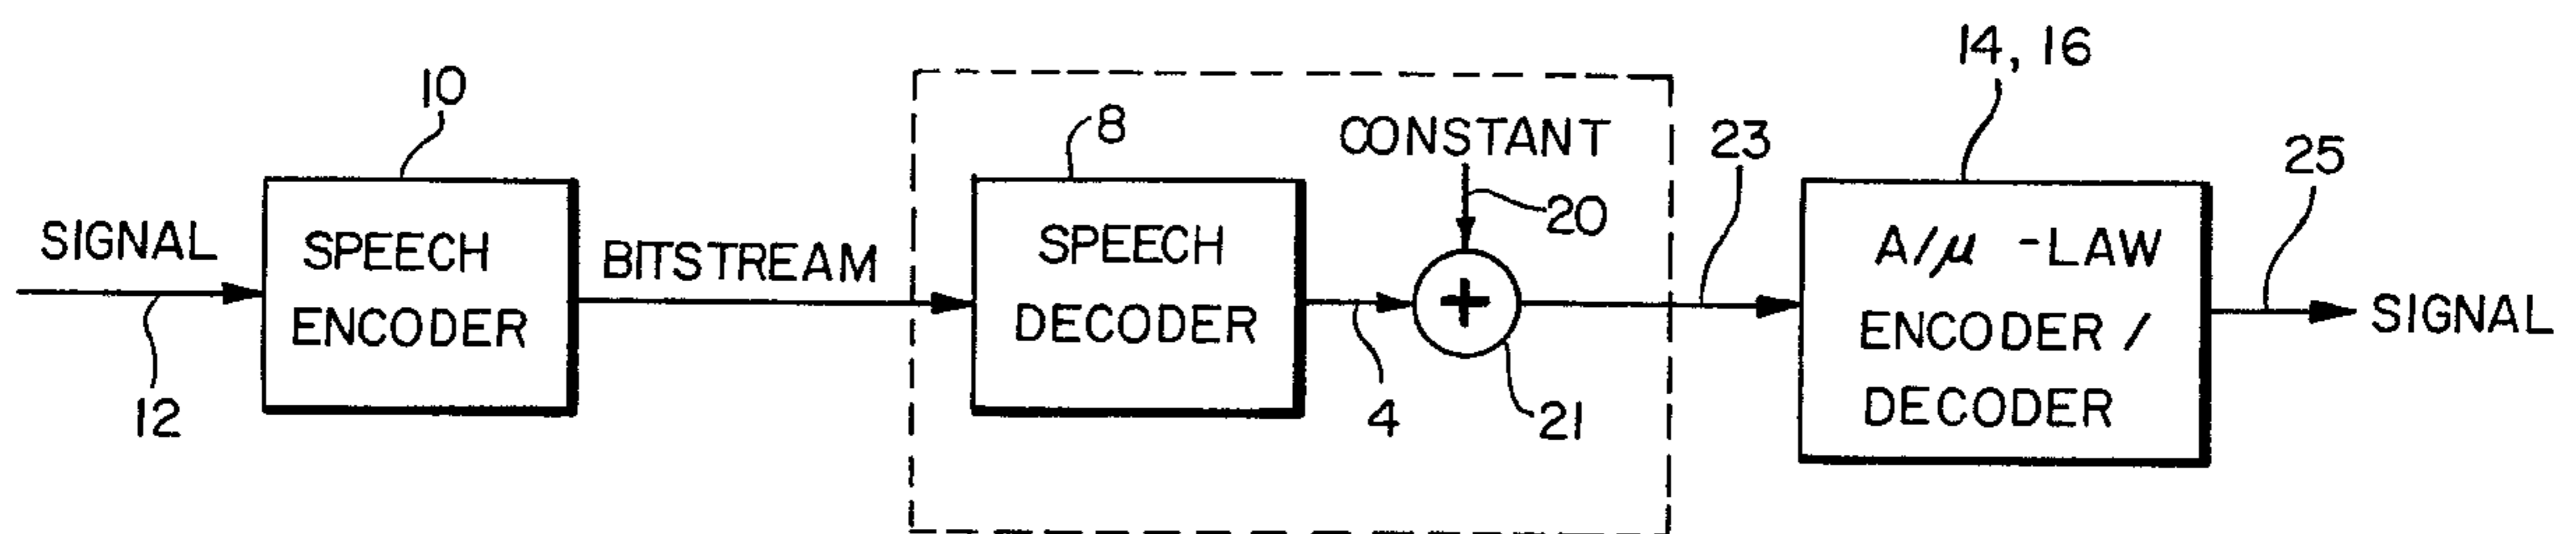 14, 16
10
8
CONSTANT
23
25
20
SIGNAL
SPEECH
ENCODER
BITSTREAM
SPEECH
DECODER
A/μ -LAW
ENCODER /
DECODER
SIGNAL
12
4
21